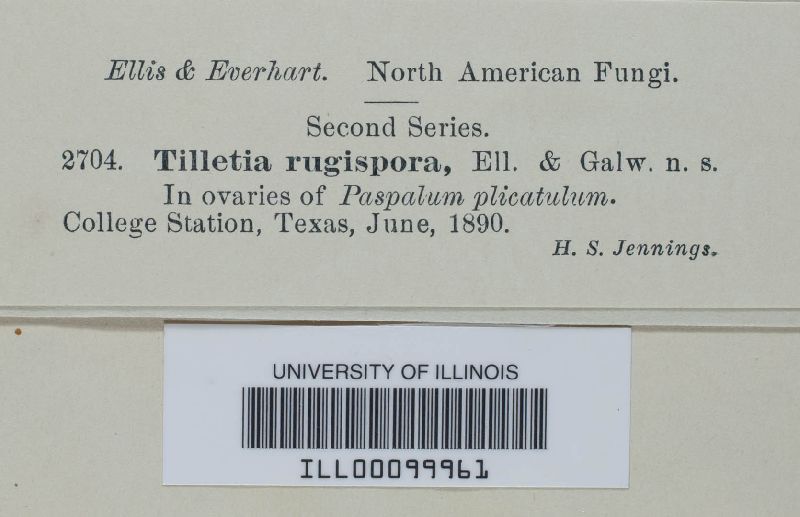 Ellis & Everhart. North American Fungi.
Second Series.
2704. Tilletia rugispora, Ell. & Galw. n. s.
In ovaries of Paspalum plicatulum.
College Station, Texas, June, 1890.
H. S. Jennings.
UNIVERSITY OF ILLINOIS
ILL00099961